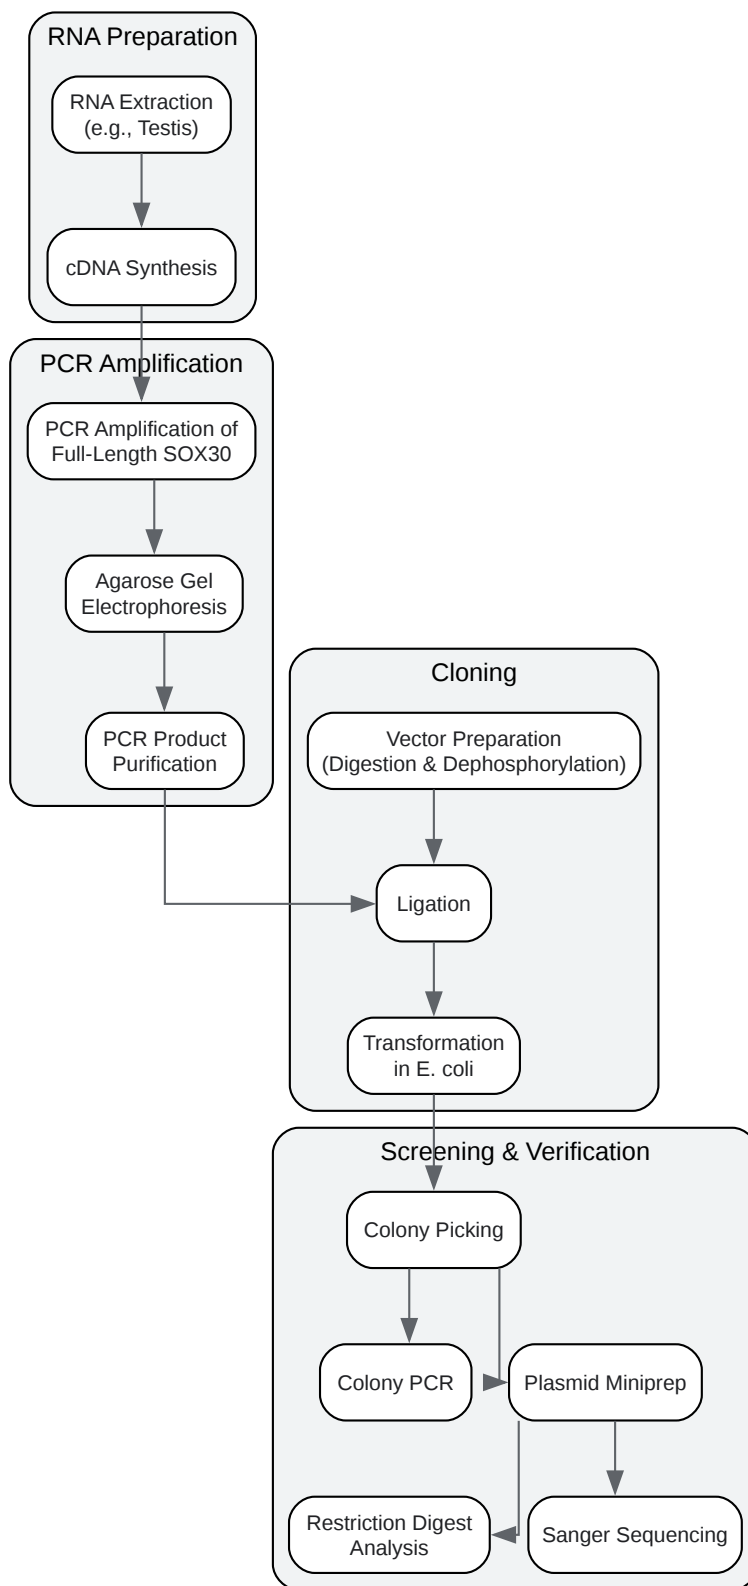 RNA Preparation
RNA Extraction
(e.g., Testis)
cDNA Synthesis
PCR Amplification
PCR Amplification of
Full-Length SOX30
Agarose Gel
Electrophoresis
PCR Product
Purification
Cloning
Vector Preparation
(Digestion & Dephosphorylation)
Ligation
Transformation
in E. coli
Screening & Verification
Colony Picking
Colony PCR
Plasmid Miniprep
Restriction Digest
Analysis
Sanger Sequencing